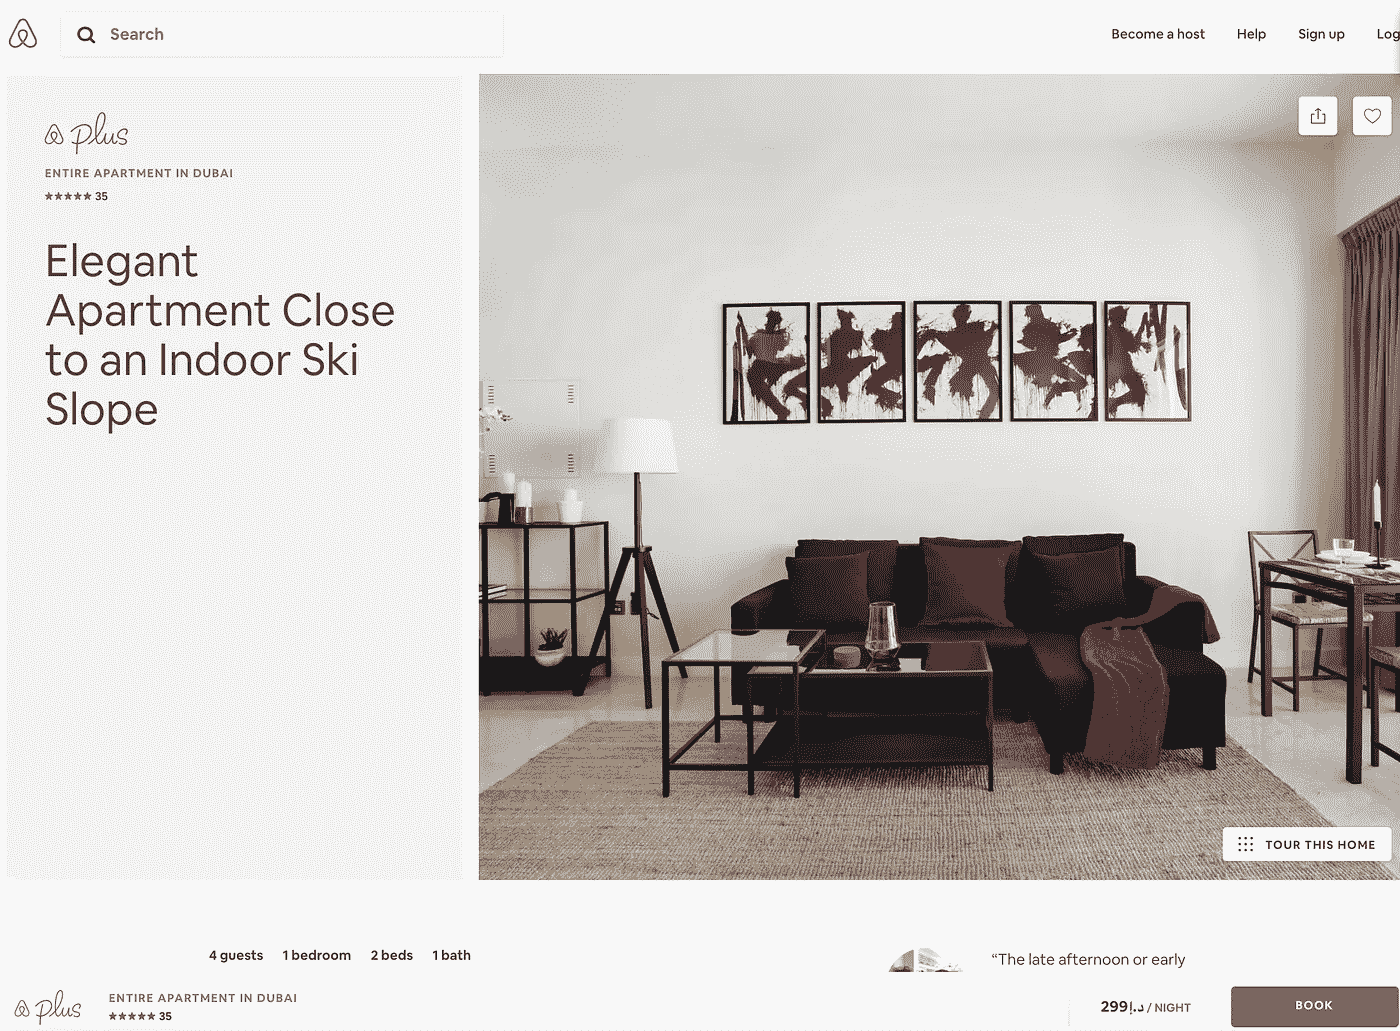 Search
Become a host
Help
Sign up
Log
plus
ENTIRE APARTMENT IN DUBAI
★★★★★ 35
Elegant
Apartment Close
to an Indoor Ski
Slope
TOUR THIS HOME
4 guests 1 bedroom 2 beds 1 bath
“The late afternoon or early
plus
ENTIRE APARTMENT IN DUBAI
★★★★★ 35
299د.إ / NIGHT
BOOK